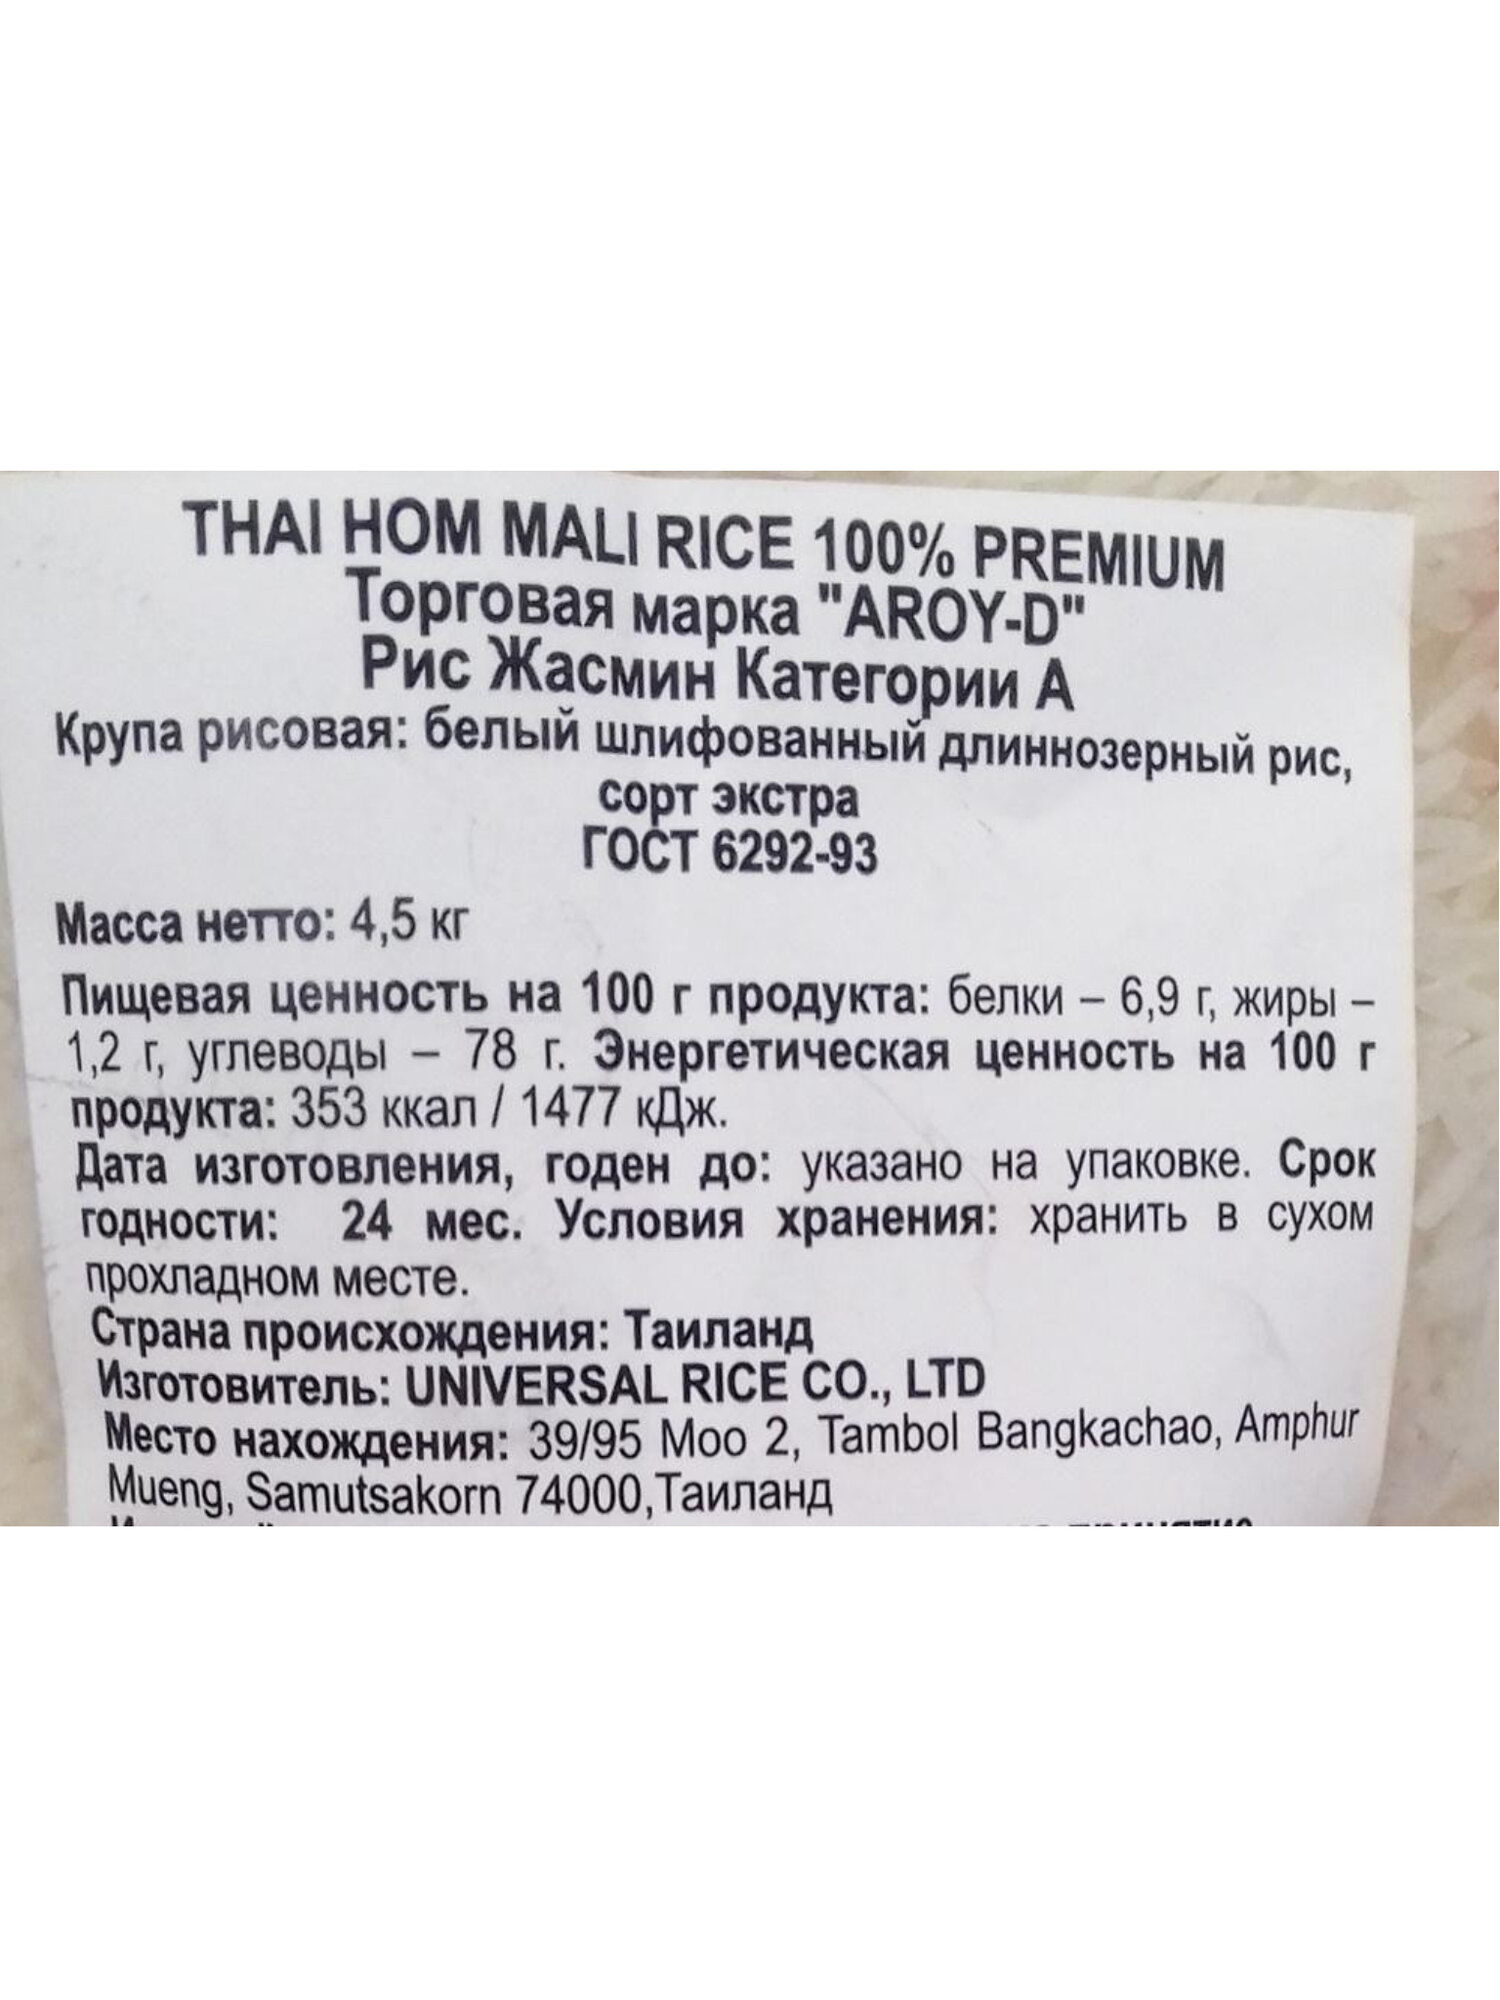 THAI HOM MALI RICE 100% PREMIUM
Торговая марка "AROY-D"
Рис Жасмин Категории А
Крупа рисовая: белый шлифованный длиннозерный рис,
сорт экстра
ГОСТ 6292-93
Масса нетто: 4,5 кг
Пищевая ценность на 100 г продукта: белки – 6,9 г, жиры –
1,2 г, углеводы – 78 г. Энергетическая ценность на 100 г
продукта: 353 ккал / 1477 кДж.
Дата изготовления, годен до: указано на упаковке. Срок
годности: 24 мес. Условия хранения: хранить в сухом
прохладном месте.
Страна происхождения: Таиланд
Изготовитель: UNIVERSAL RICE CO., LTD
Место нахождения: 39/95 Moo 2, Tambol Bangkachao, Amphur
Mueng, Samutsakorn 74000,Таиланд